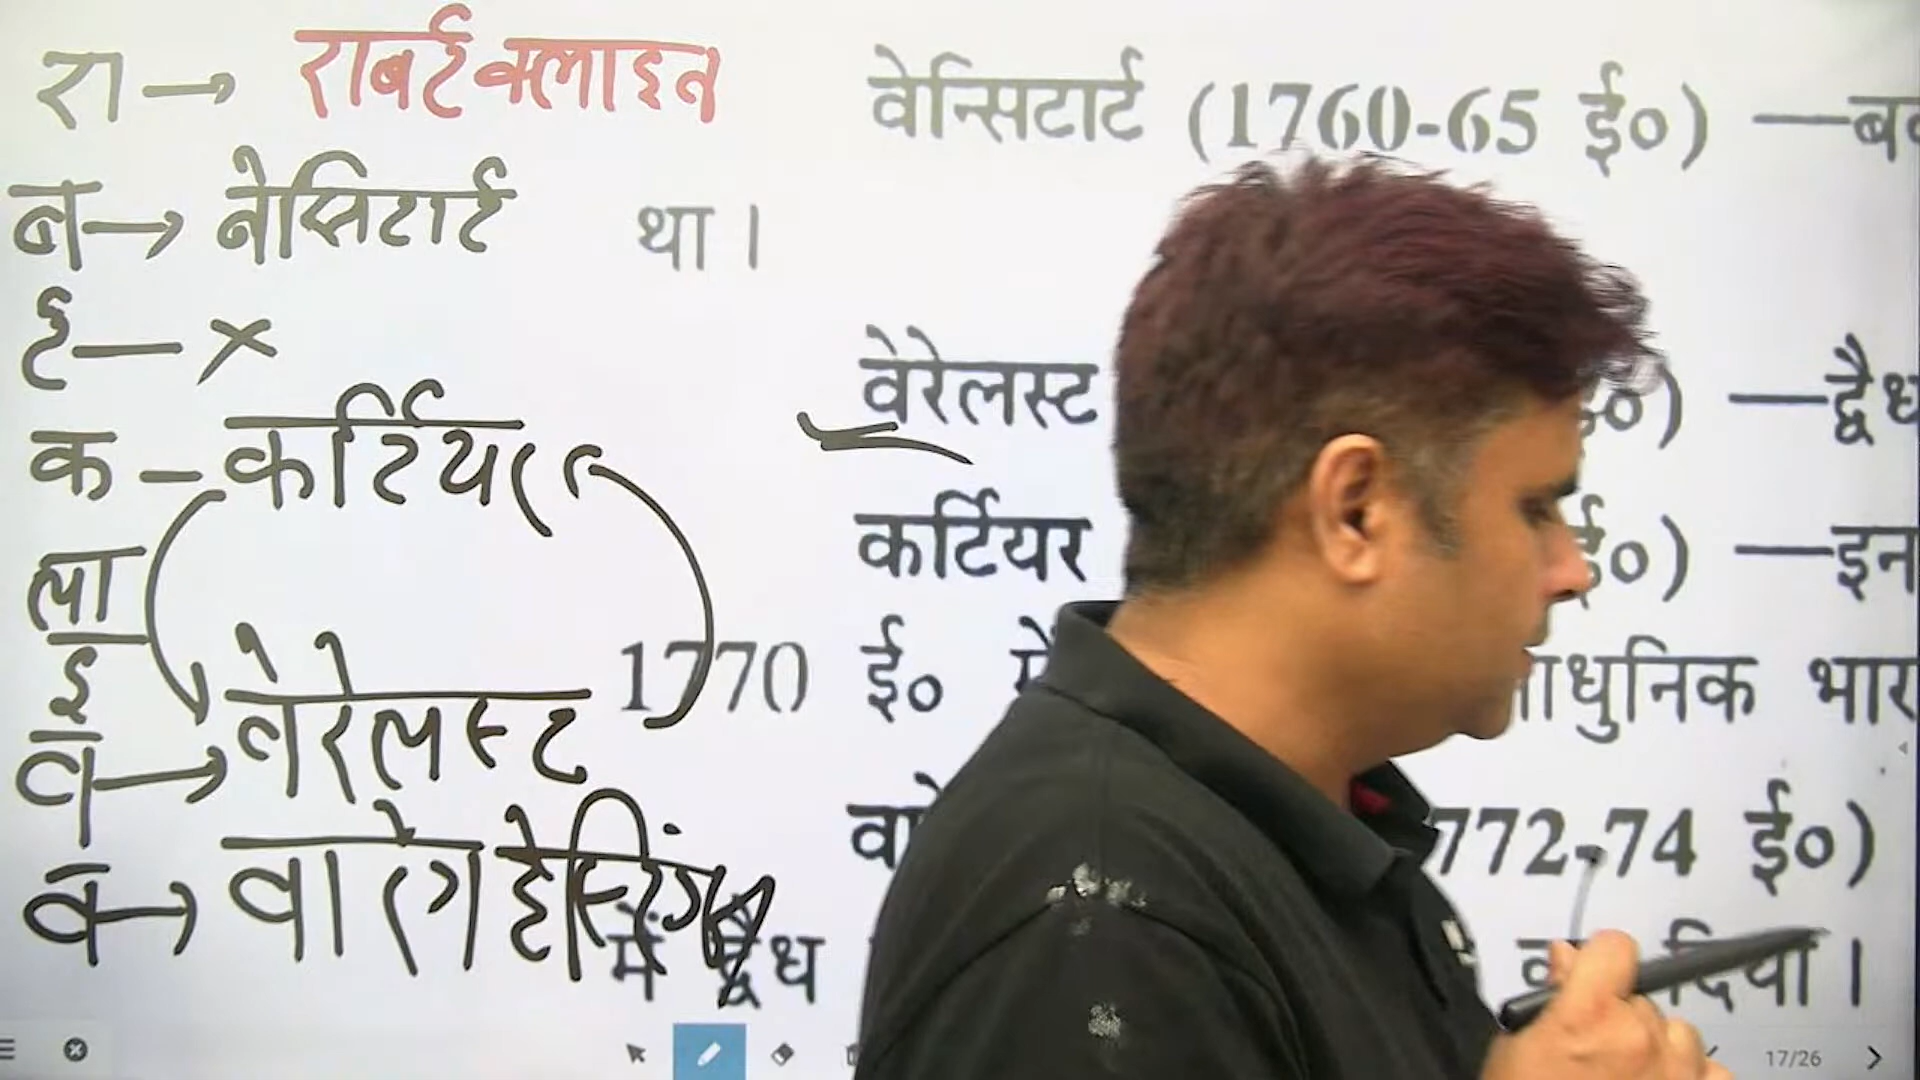 रा → राबर्ट क्लाइव
व → वेंसिटार्ट
ह — ×
क – कर्टियर
ला
इ
व → वेरेलस्ट
व → वारेन हेस्टिंग
वेन्सिटार्ट (1760-65 ई०) —
था ।
वेरेलस्ट ई०) —द्वैध
कर्टियर ई०) —इन
1770 ई० में आधुनिक भार
1772-74 ई०)
में द्वैध दिया ।
17/26